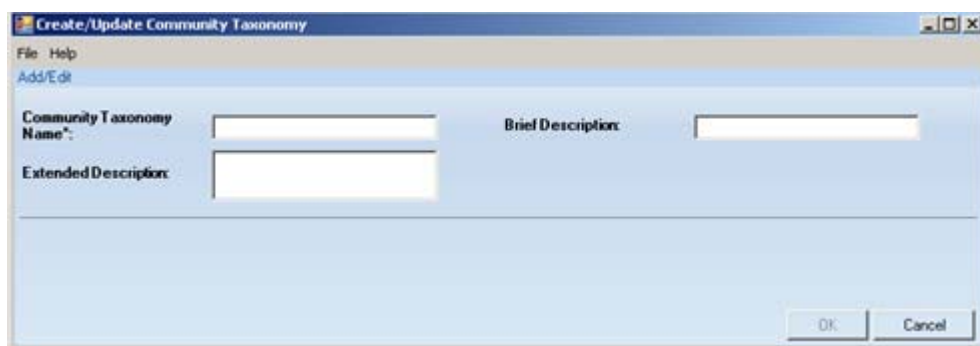 Create/Update Community Taxonomy
File Help
Add/Edit
Community Taxonomy
Name*:
Brief Description:
Extended Description:
OK
Cancel